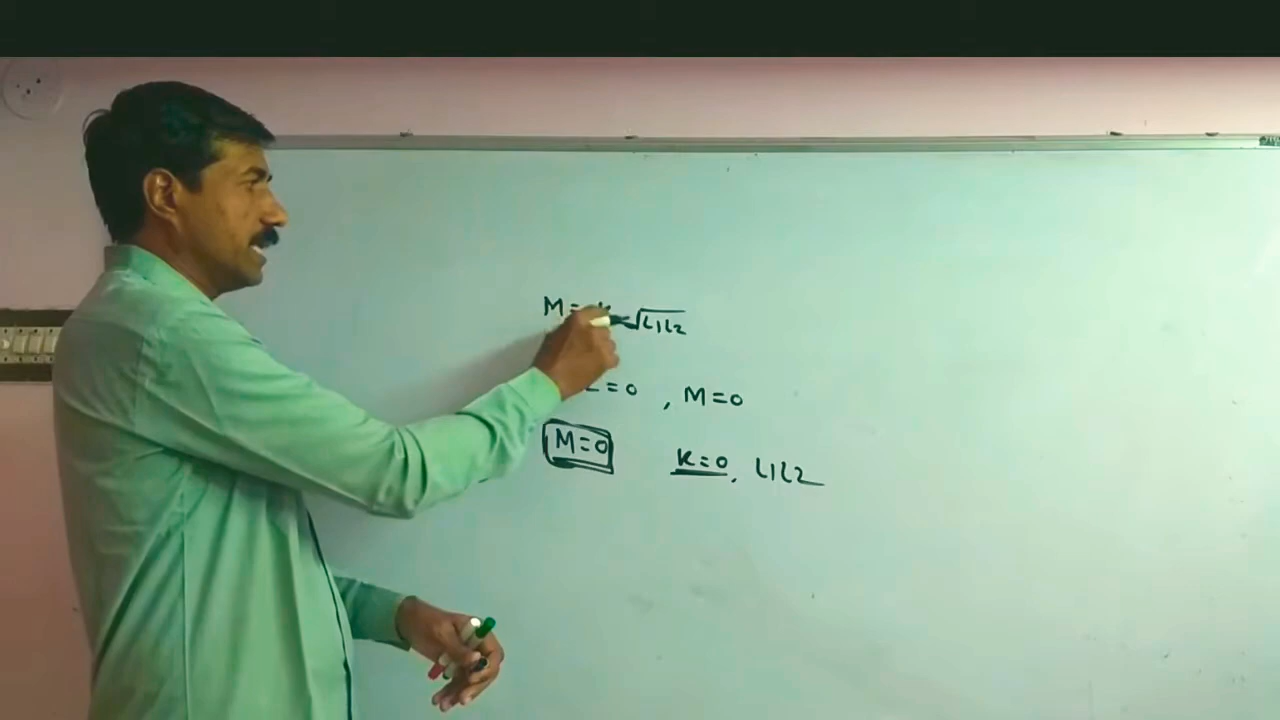 M = √L1L2
= 0 , M = 0
M = 0 K = 0, L1L2